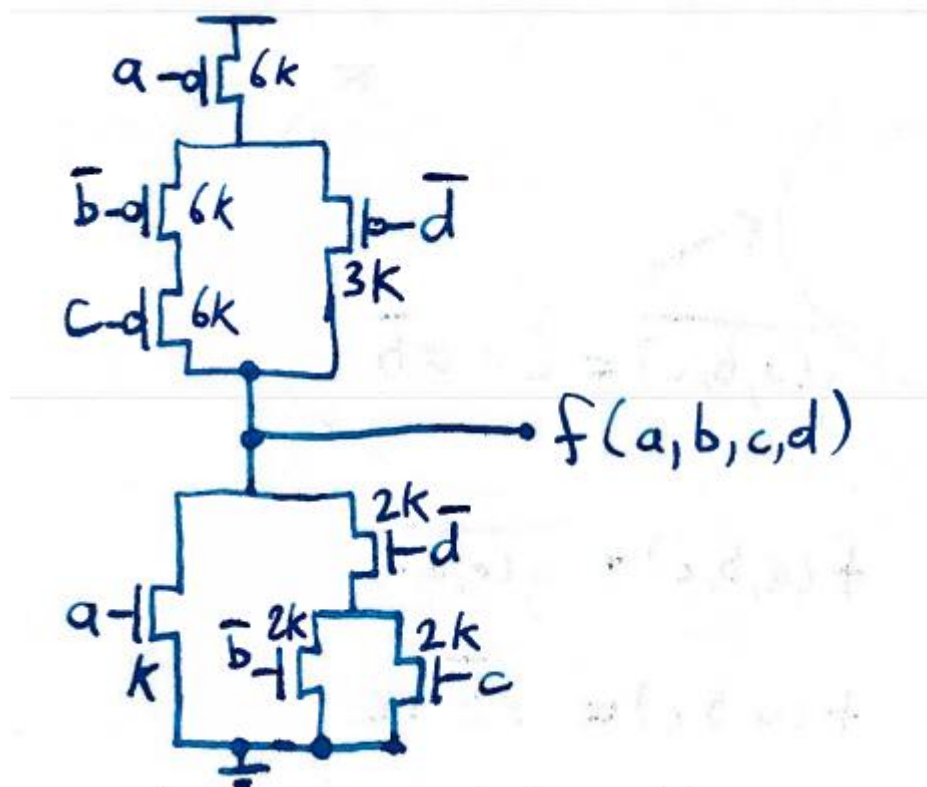 a 6k
b̅ 6k d̅
3k
c 6k
f(a,b,c,d)
2k d̅
a b̅ 2k 2k c
k